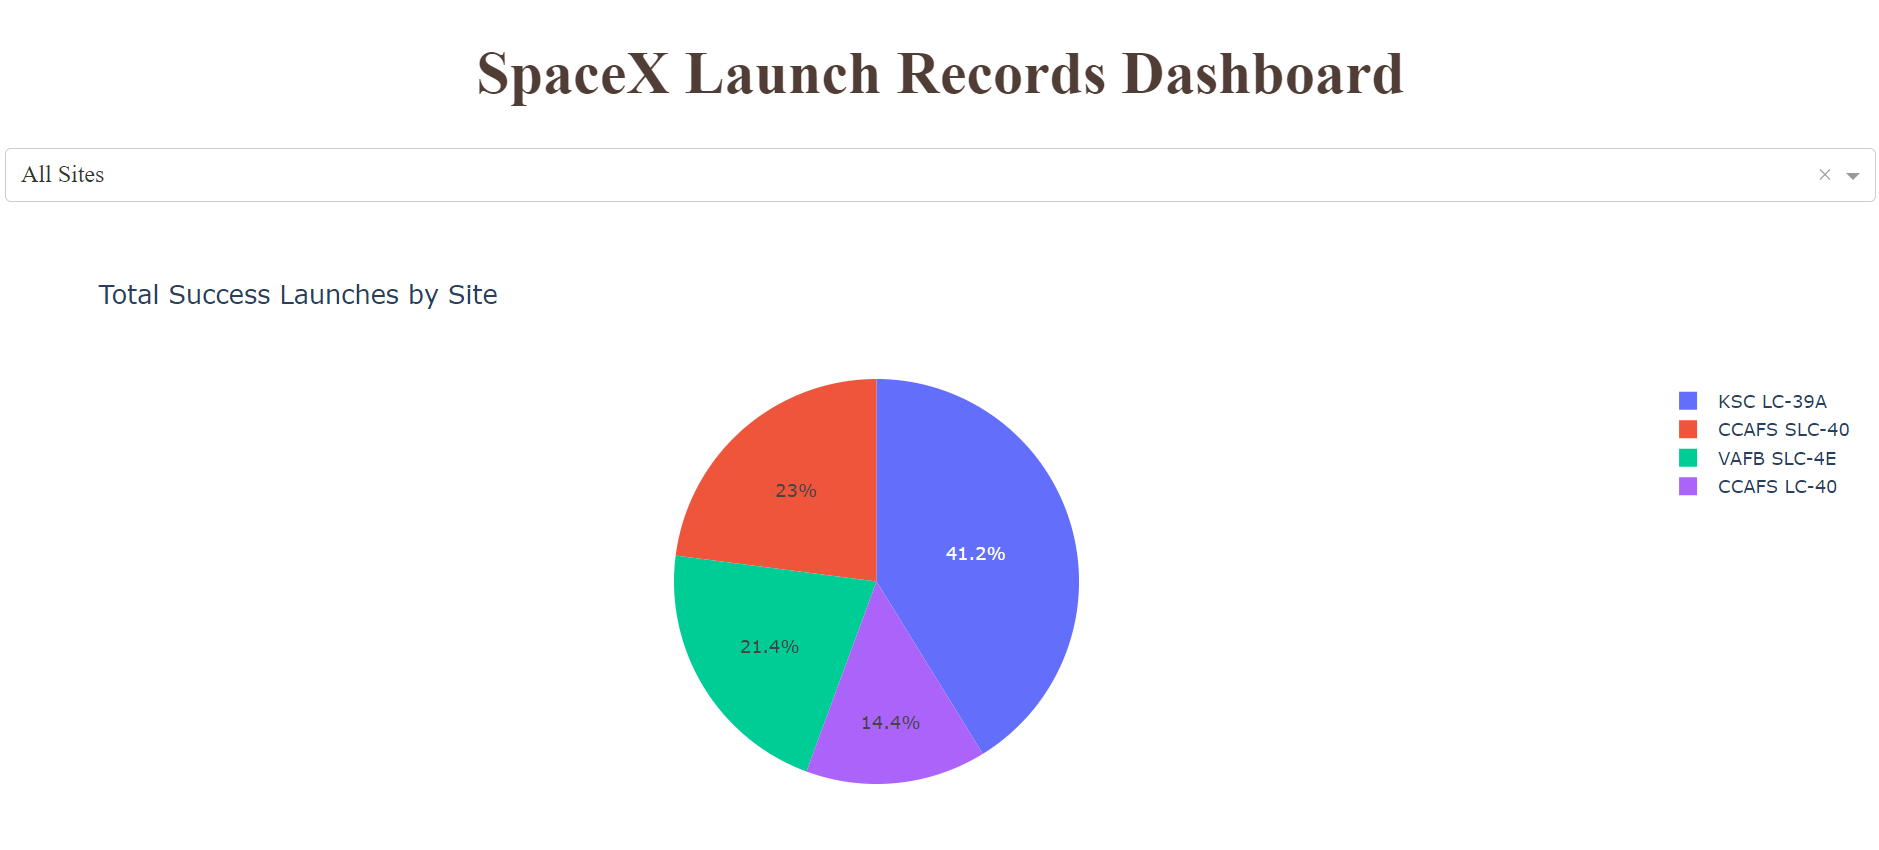 SpaceX Launch Records Dashboard
All Sites
Total Success Launches by Site
KSC LC-39A
CCAFS SLC-40
VAFB SLC-4E
CCAFS LC-40
23%
41.2%
21.4%
14.4%